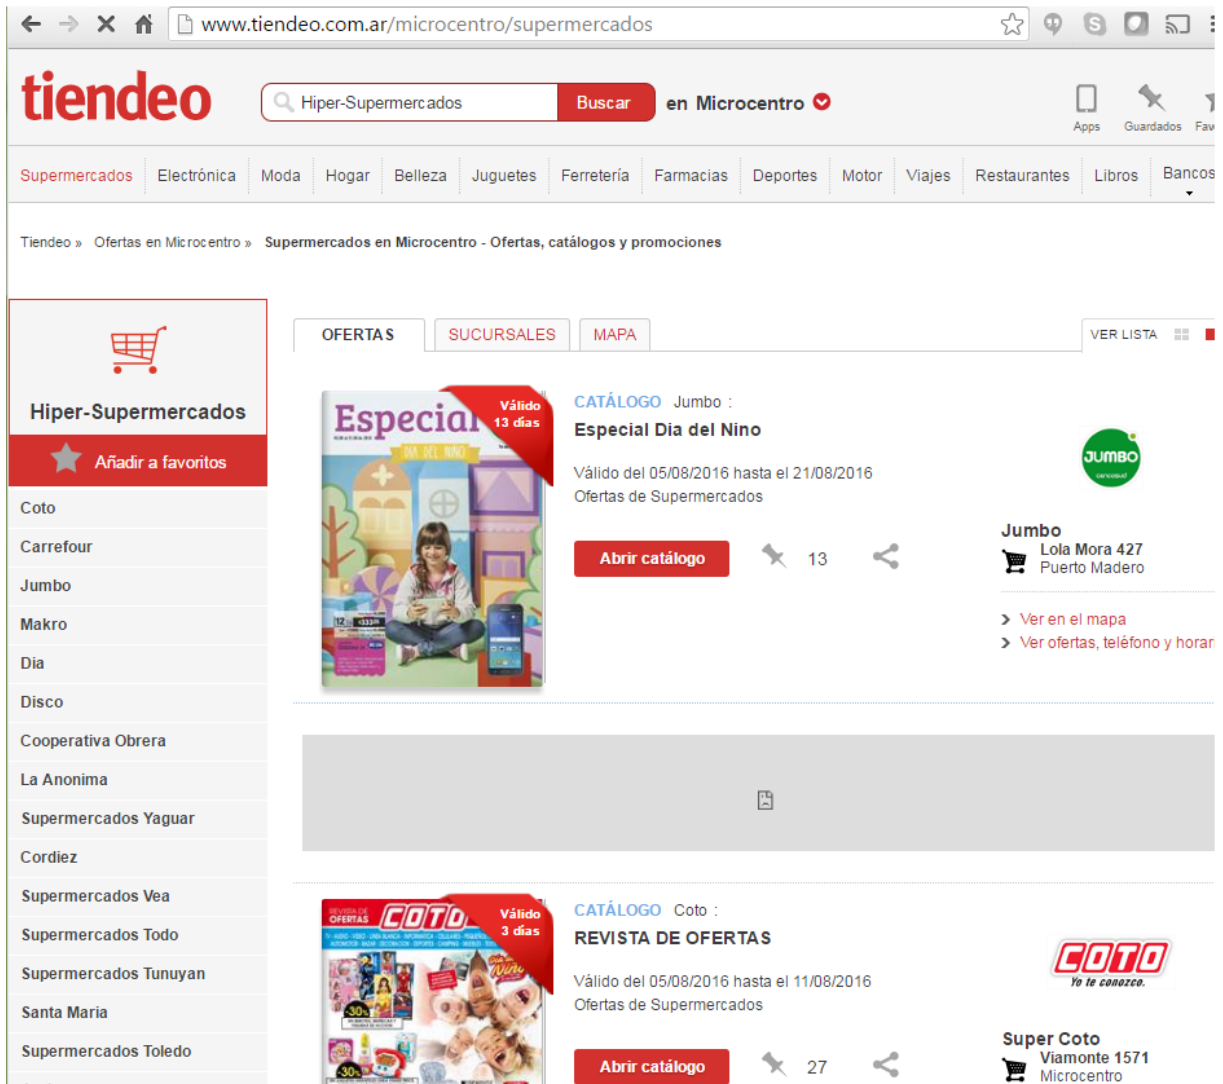 www.tiendeo.com.ar/microcentro/supermercados
tiendeo
Hiper-Supermercados
Buscar
en Microcentro
Apps
Guardados
Supermercados
Electrónica
Moda
Hogar
Belleza
Juguetes
Ferretería
Farmacias
Deportes
Motor
Viajes
Restaurantes
Libros
Bancos
Tiendeo » Ofertas en Microcentro » Supermercados en Microcentro - Ofertas, catálogos y promociones
Hiper-Supermercados
Añadir a favoritos
Coto
Carrefour
Jumbo
Makro
Dia
Disco
Cooperativa Obrera
La Anonima
Supermercados Yaguar
Cordiez
Supermercados Vea
Supermercados Todo
Supermercados Tunuyan
Santa Maria
Supermercados Toledo
OFERTAS
SUCURSALES
MAPA
VER LISTA
Especial
DIA DEL NIÑO
Válido
13 días
CATÁLOGO Jumbo :
Especial Dia del Nino
Válido del 05/08/2016 hasta el 21/08/2016
Ofertas de Supermercados
Abrir catálogo
13
JUMBO
cencosud
Jumbo
Lola Mora 427
Puerto Madero
Ver en el mapa
Ver ofertas, teléfono y horar
REVISTA DE
OFERTAS
COTO
Válido
3 días
-30
-30
CATÁLOGO Coto :
REVISTA DE OFERTAS
Válido del 05/08/2016 hasta el 11/08/2016
Ofertas de Supermercados
Abrir catálogo
27
COTO
Yo te conozco.
Super Coto
Viamonte 1571
Microcentro